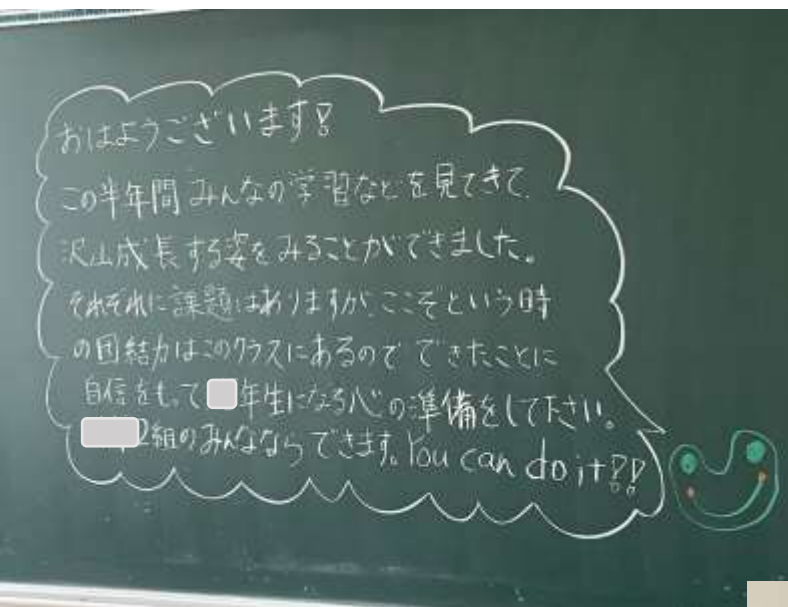 おはようございます!
この半年間みんなの学習などを見てきて、
沢山成長する姿をみることができました。
それぞれに課題はありますが、ここぞという時
の団結力はこのクラスにあるので できたことに
自信をもって 年生になる心の準備をして下さい。
2組のみんなならできます。You can do it!!